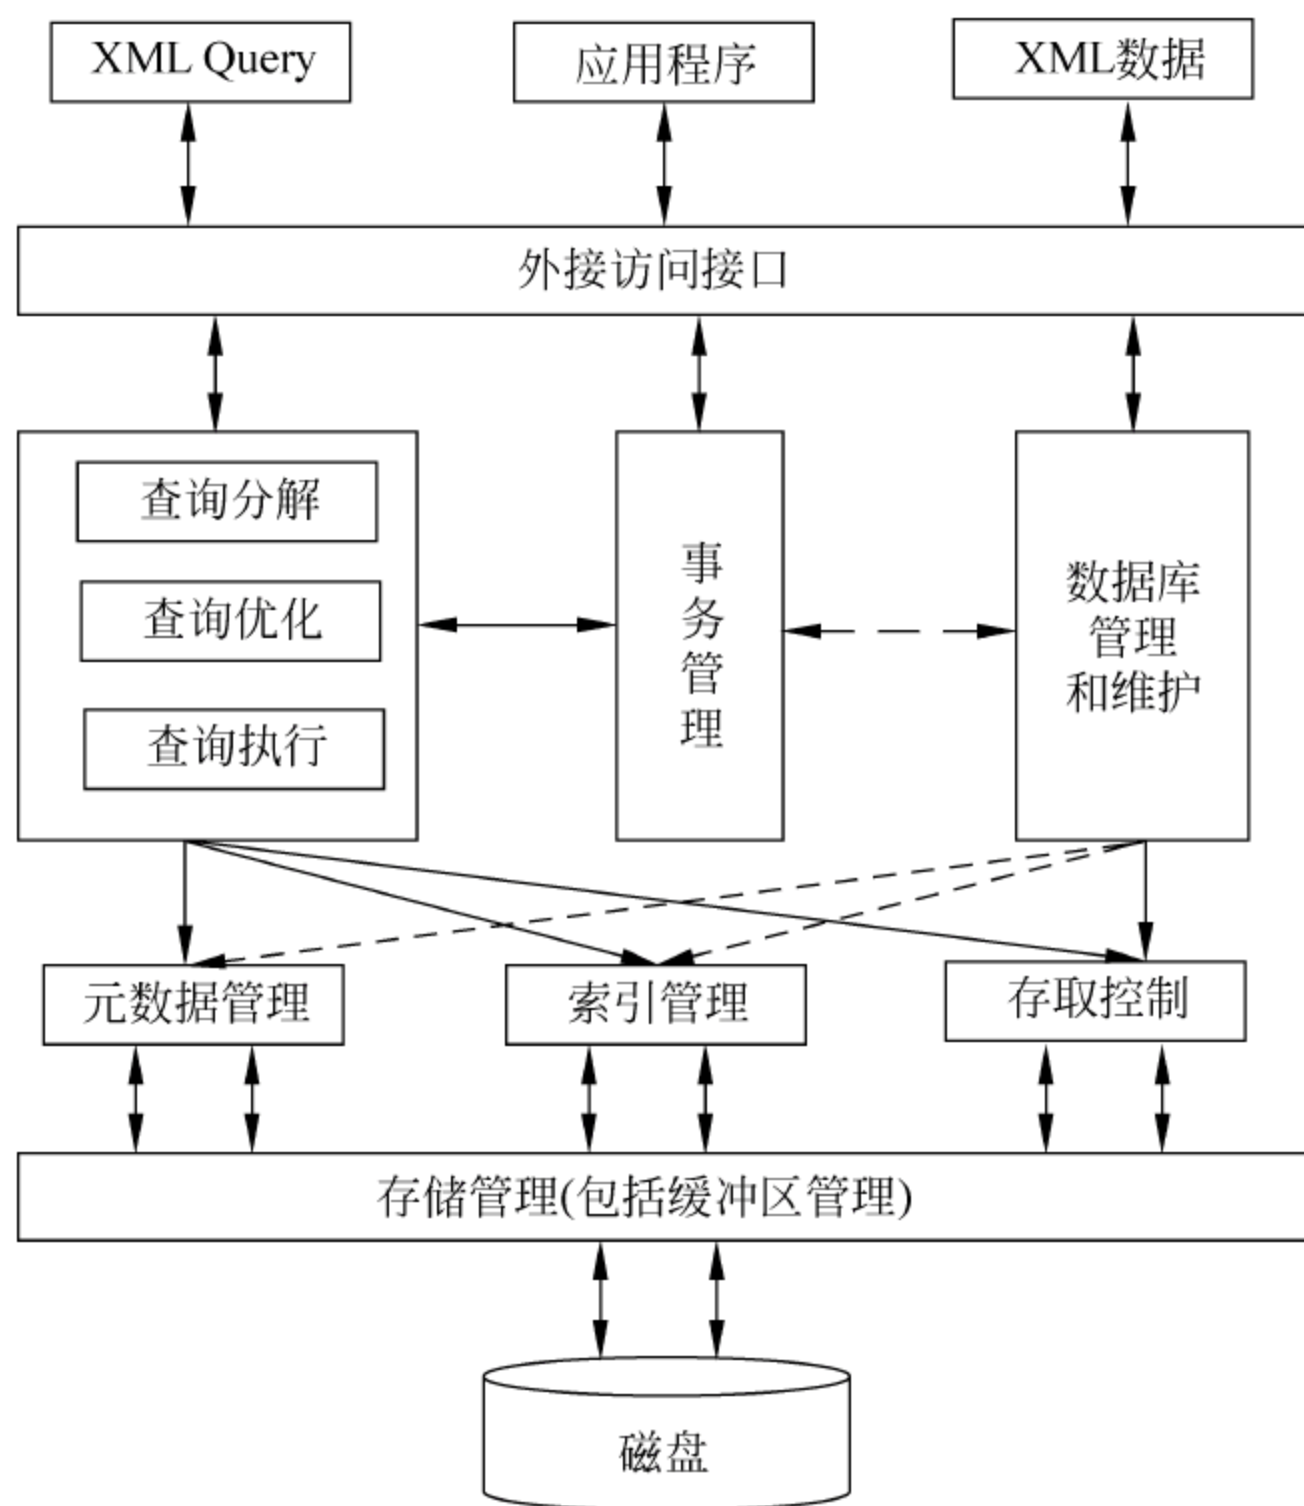 XML Query
应用程序
XML数据
外接访问接口
查询分解
查询优化
查询执行
事
务
管
理
数据库
管理
和维护
元数据管理
索引管理
存取控制
存储管理(包括缓冲区管理)
磁盘